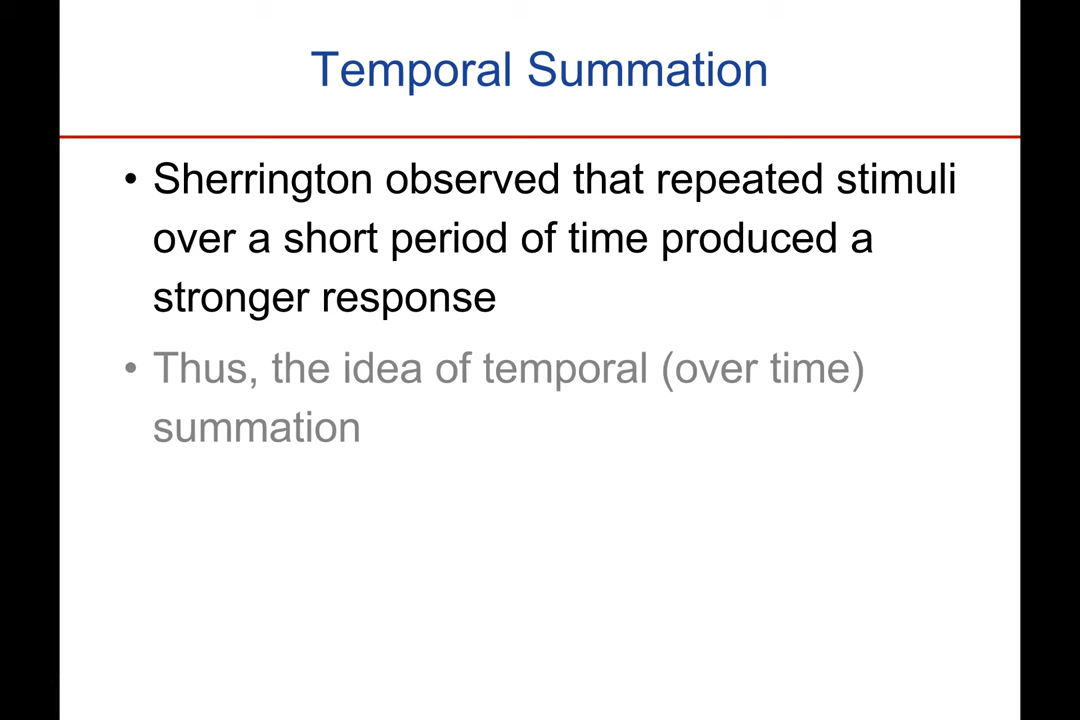 Temporal Summation
• Sherrington observed that repeated stimuli
over a short period of time produced a
stronger response
• Thus, the idea of temporal (over time)
summation